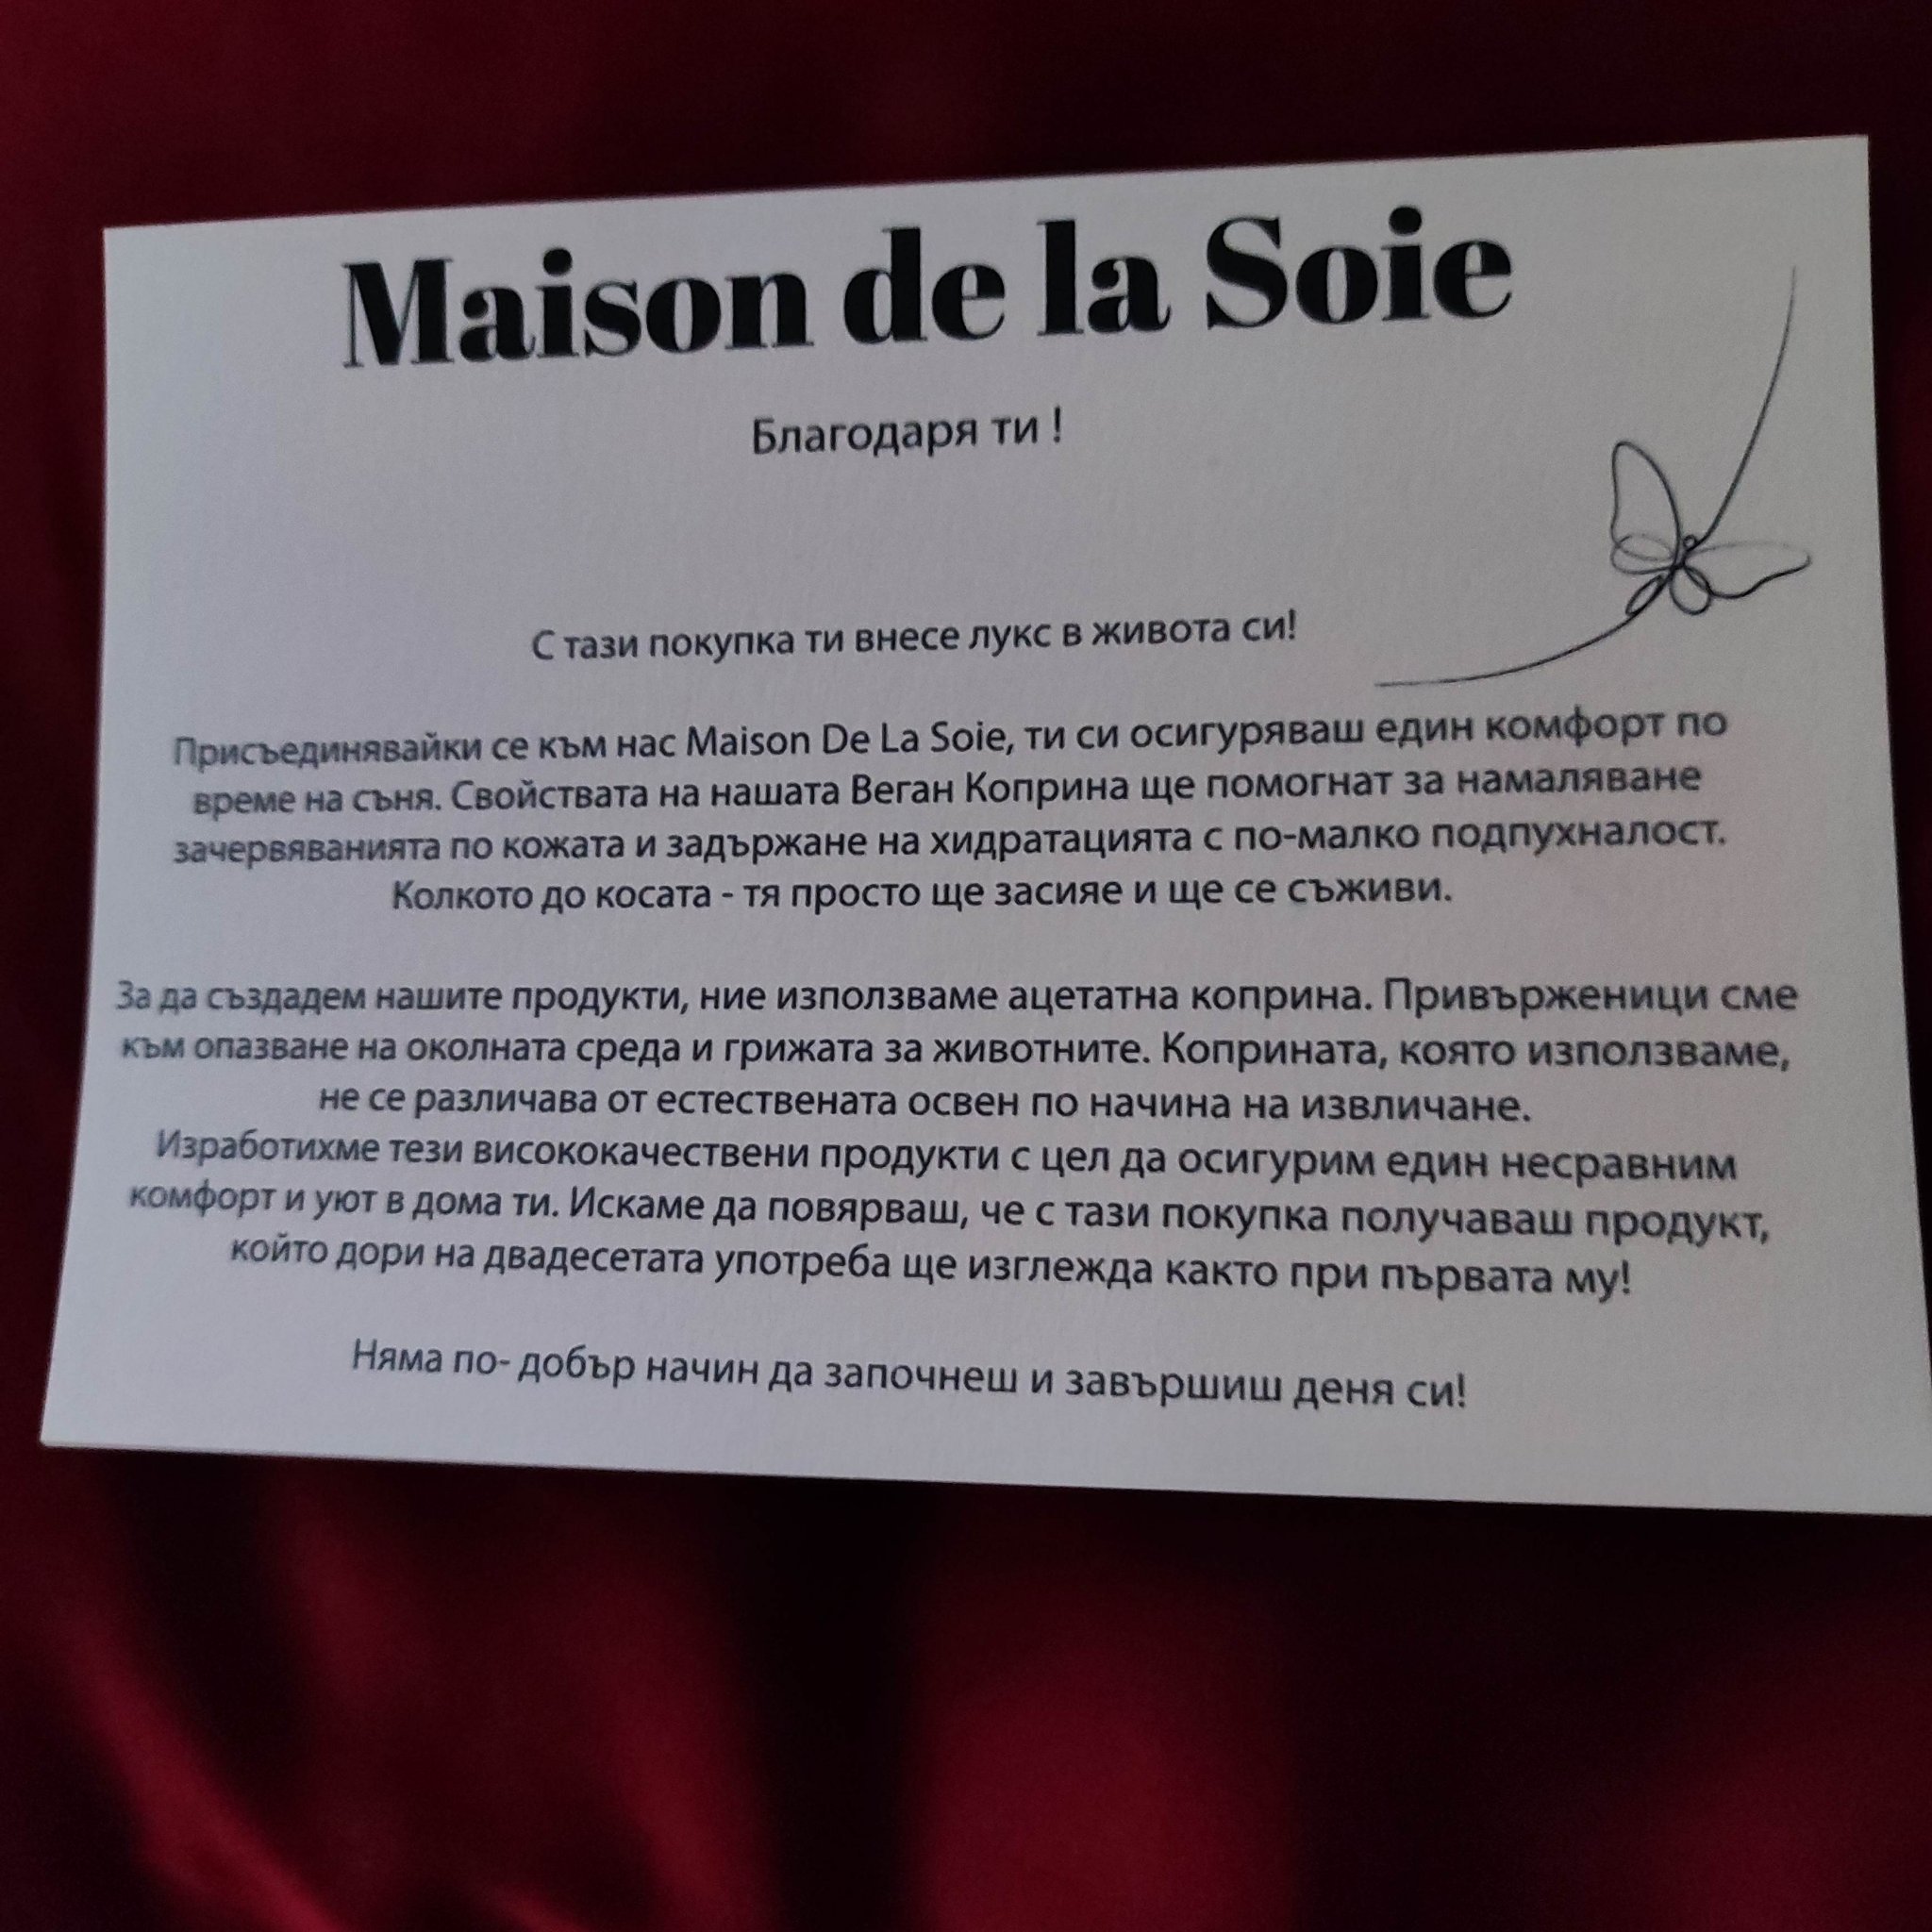 Maison de la Soie
Благодаря ти !
С тази покупка ти внесе лукс в живота си!
Присъединявайки се към нас Maison De La Soie, ти си осигуряваш един комфорт по
време на съня. Свойствата на нашата Веган Коприна ще помогнат за намаляване
зачервяванията по кожата и задържане на хидратацията с по-малко подпухналост.
Колкото до косата - тя просто ще засияе и ще се съживи.
За да създадем нашите продукти, ние използваме ацетатна коприна. Привърженици сме
към опазване на околната среда и грижата за животните. Коприната, която използваме,
не се различава от естествената освен по начина на извличане.
Изработихме тези висококачествени продукти с цел да осигурим един несравним
комфорт и уют в дома ти. Искаме да повярваш, че с тази покупка получаваш продукт,
който дори на двадесетата употреба ще изглежда както при първата му!
Няма по- добър начин да започнеш и завършиш деня си!